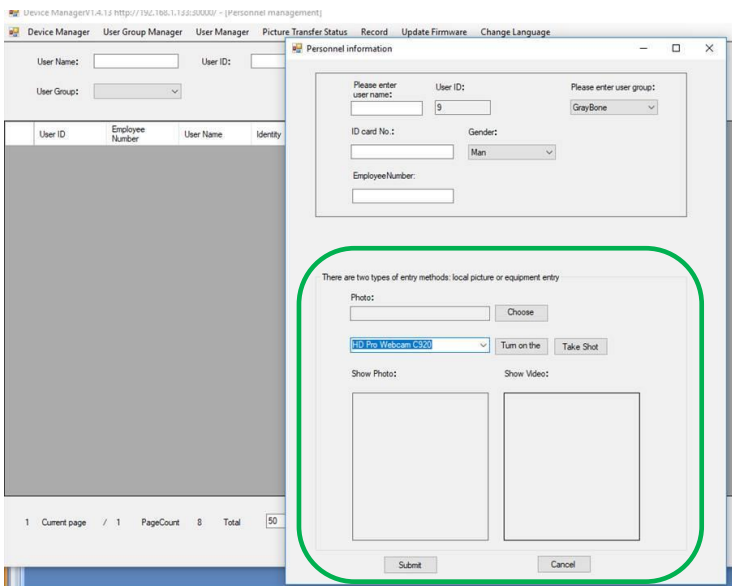 Device ManagerV1.4.13 http://192.168.1.133:30000/ - [Personnel management]
Device Manager User Group Manager User Manager Picture Transfer Status Record Update Firmware Change Language
User Name: User ID:
User Group:
User ID Employee Number User Name Identity
1 Current page / 1 PageCount 8 Total 50
Personnel information
Please enter user name: User ID: Please enter user group:
9 GrayBone
ID card No.: Gender:
Man
EmployeeNumber:
There are two types of entry methods: local picture or equipment entry
Photo:
Choose
HD Pro Webcam C920 Turn on the Take Shot
Show Photo: Show Video:
Submit Cancel